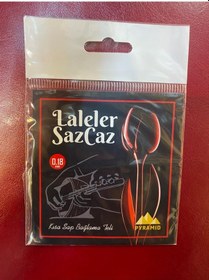 Laleler
SazCaz
0.18
Kısa Sap Bağlama Teli
PYRAMID